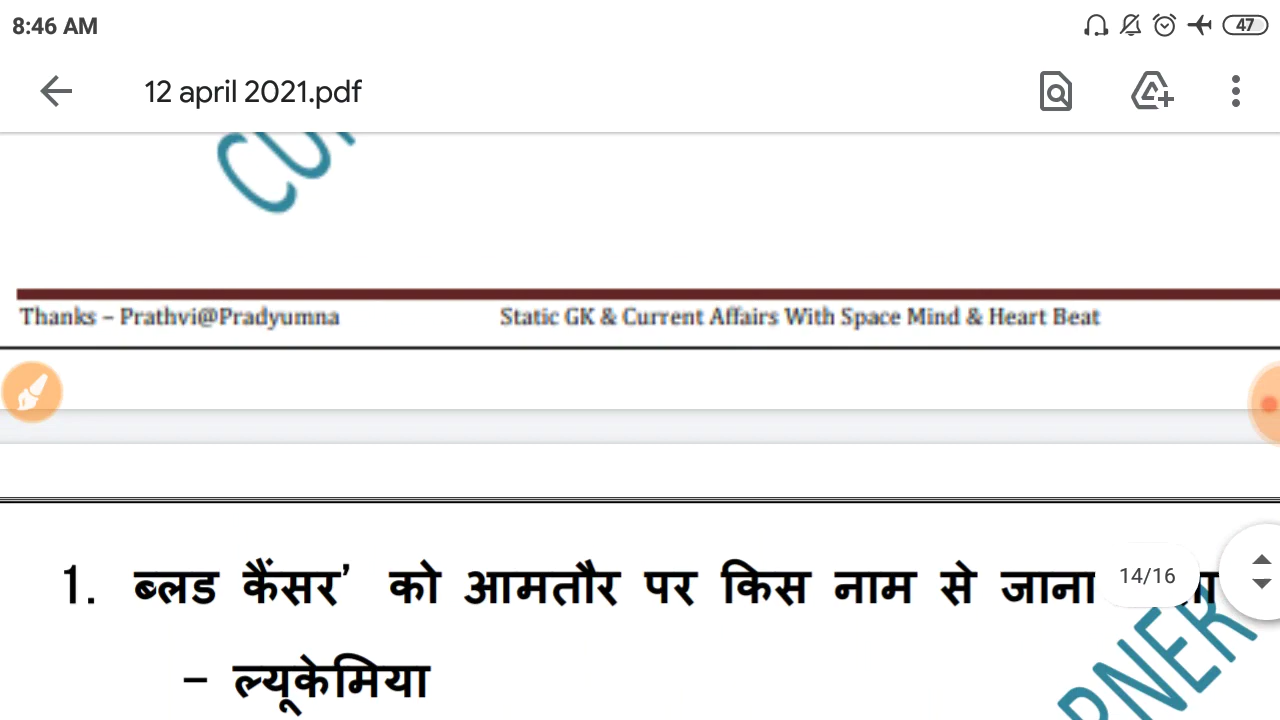 8:46 AM 47
12 april 2021.pdf
Thanks – Prathvi@Pradyumna Static GK & Current Affairs With Space Mind & Heart Beat
1. ब्लड कैंसर’ को आमतौर पर किस नाम से जाना
14/16
– ल्यूकेमिया